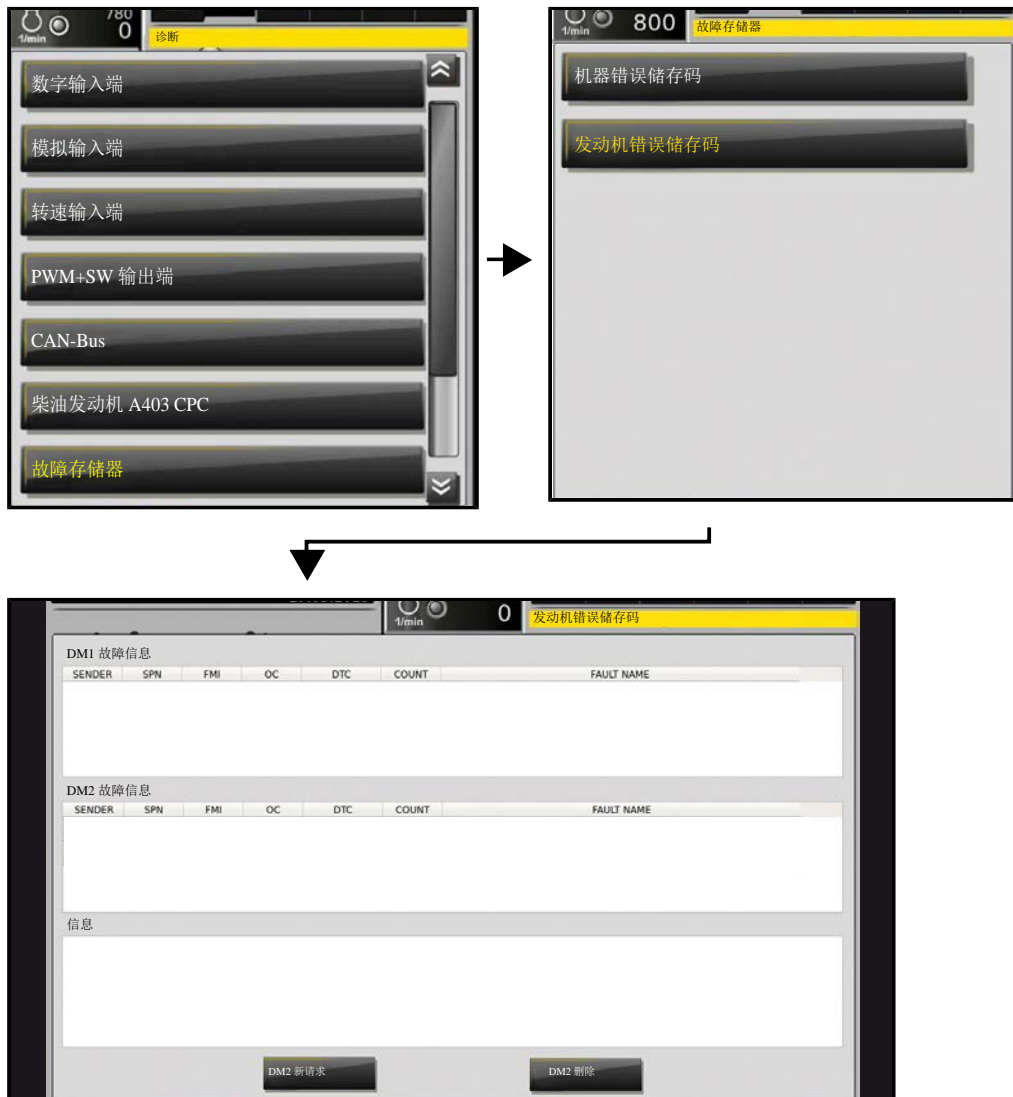 1/min
780
0
诊断
数字输入端
模拟输入端
转速输入端
PWM+SW 输出端
CAN-Bus
柴油发动机 A403 CPC
故障存储器
1/min
800
故障存储器
机器错误储存码
发动机错误储存码
1/min
0
发动机错误储存码
DM1 故障信息
SENDER SPN FMI OC DTC COUNT FAULT NAME
DM2 故障信息
SENDER SPN FMI OC DTC COUNT FAULT NAME
信息
DM2 新请求
DM2 删除